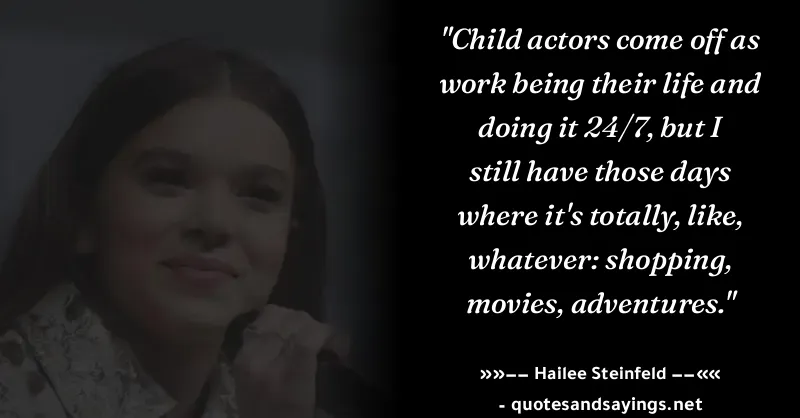 "Child actors come off as
work being their life and
doing it 24/7, but I
still have those days
where it's totally, like,
whatever: shopping,
movies, adventures."
»»–– Hailee Steinfeld ––««
- quotesandsayings.net